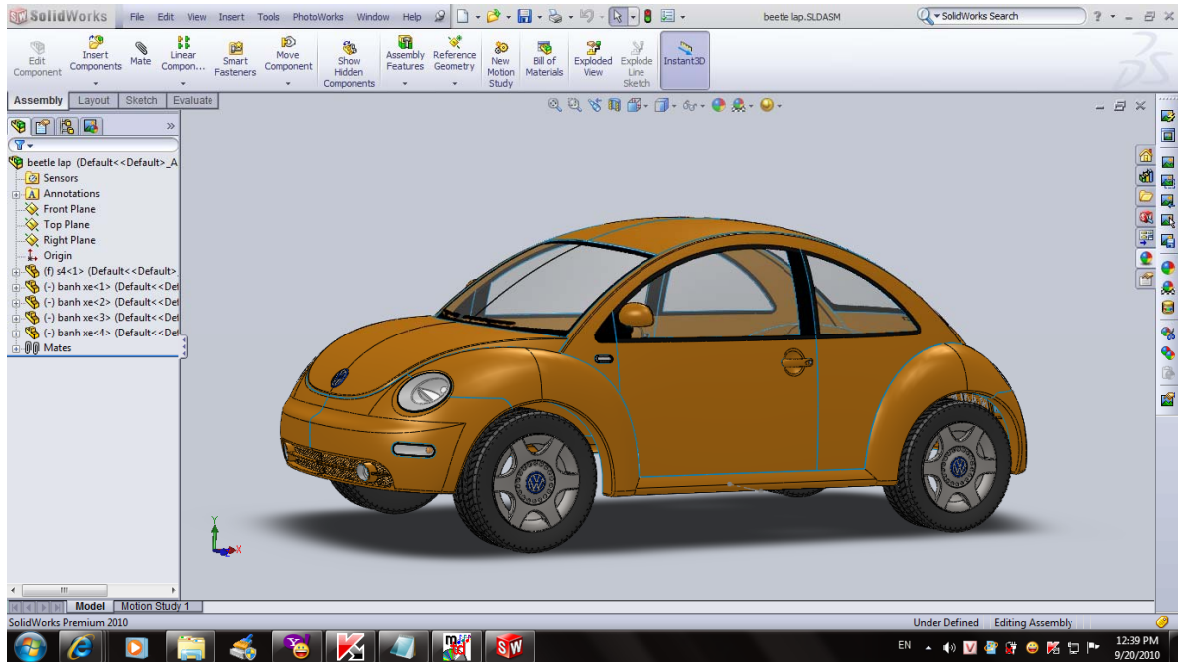 SolidWorks File Edit View Insert Tools PhotoWorks Window Help beetle lap.SLDASM SolidWorks Search ?
Edit Component
Insert Components
Mate
Linear Compon...
Smart Fasteners
Move Component
Show Hidden Components
Assembly Features
Reference Geometry
New Motion Study
Bill of Materials
Exploded View
Explode Line Sketch
Instant3D
Assembly Layout Sketch Evaluate
beetle lap (Default<<Default>_A
Sensors
A Annotations
Front Plane
Top Plane
Right Plane
Origin
(f) s4<1> (Default<<Default>
(-) banh xe<1> (Default<<Def
(-) banh xe<2> (Default<<Def
(-) banh xe<3> (Default<<Def
(-) banh xe<4> (Default<<Def
Mates
Y
X
Model Motion Study 1
SolidWorks Premium 2010 Under Defined Editing Assembly
EN 12:39 PM
9/20/2010